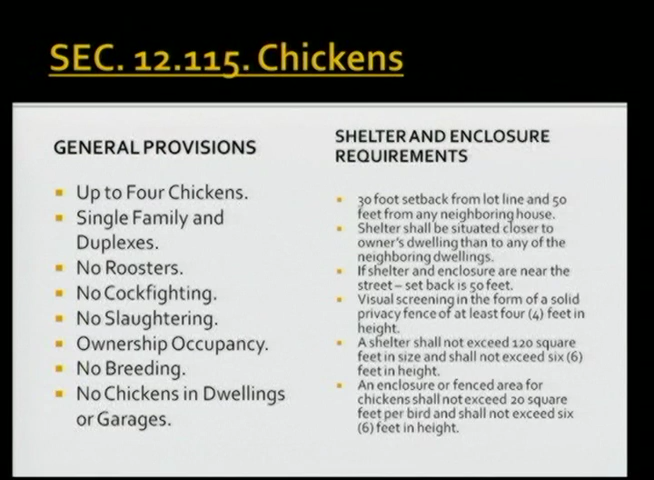 SEC. 12.115. Chickens
GENERAL PROVISIONS
Up to Four Chickens.
Single Family and
Duplexes.
No Roosters.
No Cockfighting.
No Slaughtering.
Ownership Occupancy.
No Breeding.
No Chickens in Dwellings
or Garages.
SHELTER AND ENCLOSURE
REQUIREMENTS
30 foot setback from lot line and 50
feet from any neighboring house.
Shelter shall be situated closer to
owner's dwelling than to any of the
neighboring dwellings.
If shelter and enclosure are near the
street – set back is 50 feet.
Visual screening in the form of a solid
privacy fence of at least four (4) feet in
height.
A shelter shall not exceed 120 square
feet in size and shall not exceed six (6)
feet in height.
An enclosure or fenced area for
chickens shall not exceed 20 square
feet per bird and shall not exceed six
(6) feet in height.